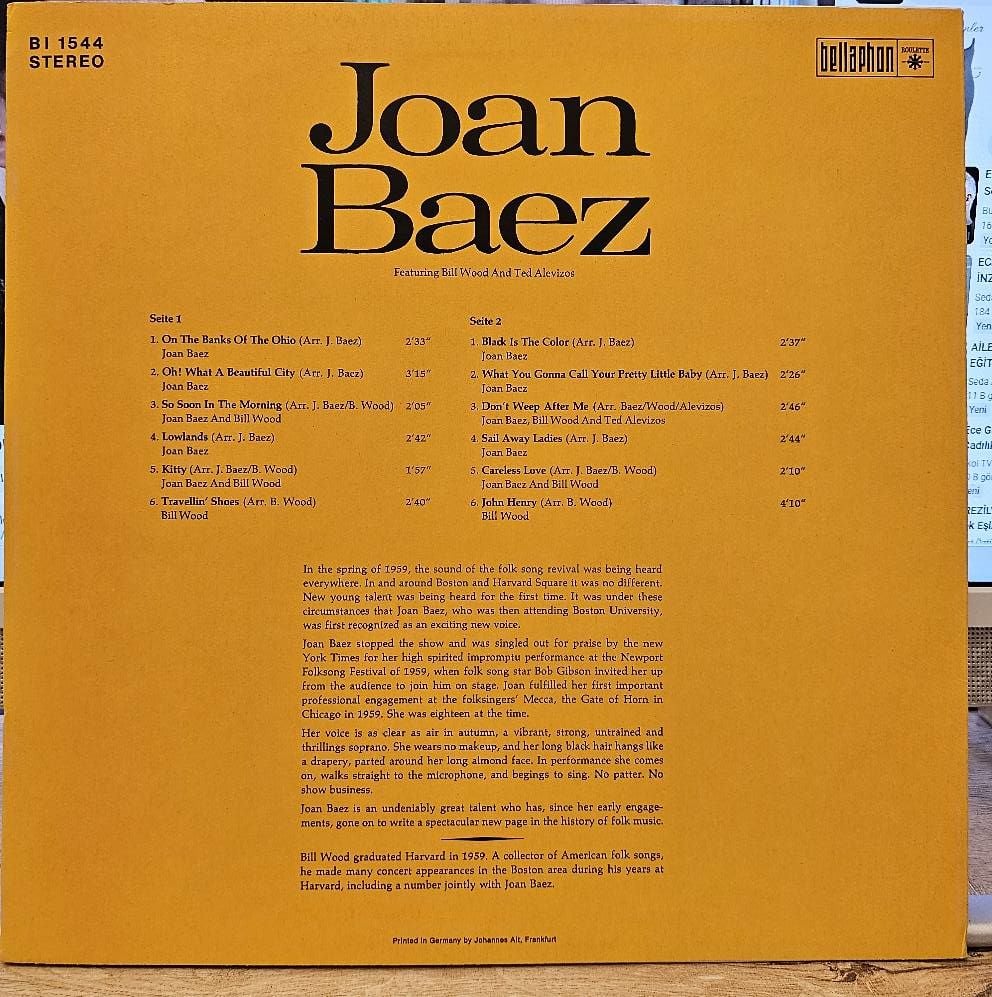 BI 1544
STEREO
bellaphon
ROULETTE
Joan
Baez
Featuring Bill Wood And Ted Alevizos
Seite 1
1. On The Banks Of The Ohio (Arr. J. Baez) 2'33"
Joan Baez
2. Oh! What A Beautiful City (Arr. J. Baez) 3'15"
Joan Baez
3. So Soon In The Morning (Arr. J. Baez/B. Wood) 2'05"
Joan Baez And Bill Wood
4. Lowlands (Arr. J. Baez) 2'42"
Joan Baez
5. Kitty (Arr. J. Baez/B. Wood) 1'57"
Joan Baez And Bill Wood
6. Travellin' Shoes (Arr. B. Wood) 2'40"
Bill Wood
Seite 2
1. Black Is The Color (Arr. J. Baez) 2'37"
Joan Baez
2. What You Gonna Call Your Pretty Little Baby (Arr. J. Baez) 2'26"
Joan Baez
3. Don't Weep After Me (Arr. Baez/Wood/Alevizos) 2'46"
Joan Baez, Bill Wood And Ted Alevizos
4. Sail Away Ladies (Arr. J. Baez) 2'44"
Joan Baez
5. Careless Love (Arr. J. Baez/B. Wood) 2'10"
Joan Baez And Bill Wood
6. John Henry (Arr. B. Wood) 4'10"
Bill Wood
In the spring of 1959, the sound of the folk song revival was being heard
everywhere. In and around Boston and Harvard Square it was no different.
New young talent was being heard for the first time. It was under these
circumstances that Joan Baez, who was then attending Boston University,
was first recognized as an exciting new voice.
Joan Baez stopped the show and was singled out for praise by the new
York Times for her high spirited impromptu performance at the Newport
Folksong Festival of 1959, when folk song star Bob Gibson invited her up
from the audience to join him on stage. Joan fulfilled her first important
professional engagement at the folksingers' Mecca, the Gate of Horn in
Chicago in 1959. She was eighteen at the time.
Her voice is as clear as air in autumn, a vibrant, strong, untrained and
thrillings soprano. She wears no makeup, and her long black hair hangs like
a drapery, parted around her long almond face. In performance she comes
on, walks straight to the microphone, and begings to sing. No patter. No
show business.
Joan Baez is an undeniably great talent who has, since her early engage-
ments, gone on to write a spectacular new page in the history of folk music.
Bill Wood graduated Harvard in 1959. A collector of American folk songs,
he made many concert appearances in the Boston area during his years at
Harvard, including a number jointly with Joan Baez.
Printed in Germany by Johannes Alt, Frankfurt